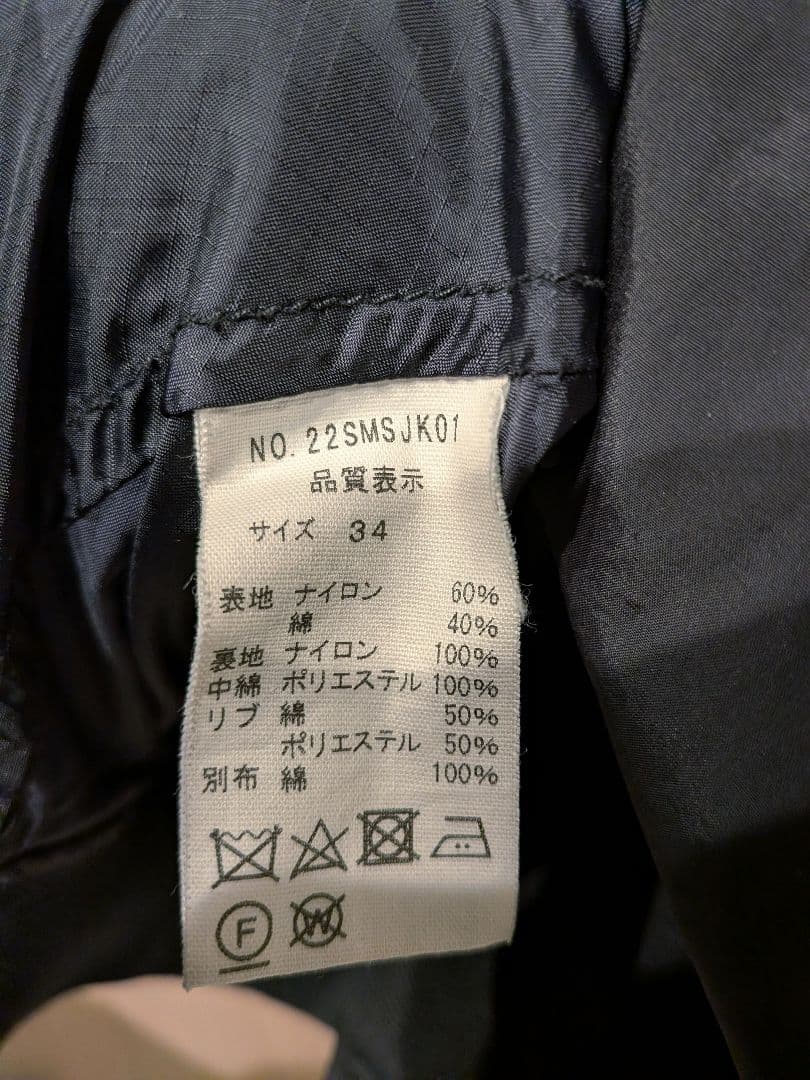 NO. 22SMSJK01
品質表示
サイズ 34
表地 ナイロン 60%
綿 40%
裏地 ナイロン 100%
中綿 ポリエステル 100%
リブ 綿 50%
ポリエステル 50%
別布 綿 100%
F W